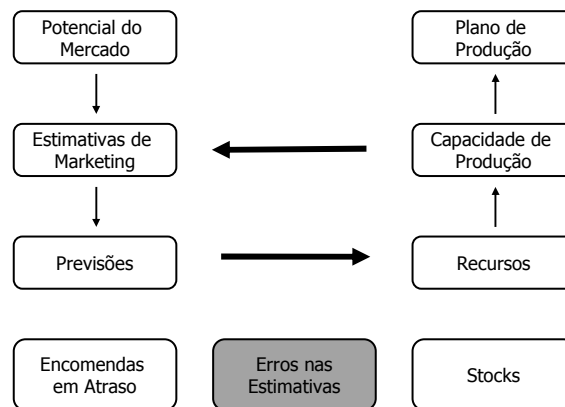 Potencial do
Mercado
Plano de
Produção
Estimativas de
Marketing
Capacidade de
Produção
Previsões
Recursos
Encomendas
em Atraso
Erros nas
Estimativas
Stocks